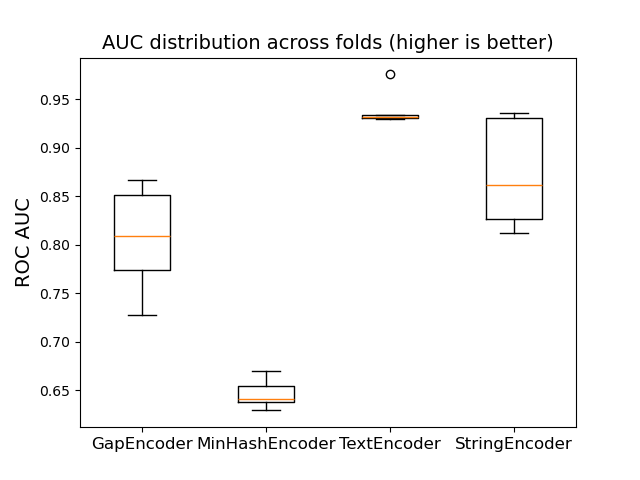 AUC distribution across folds (higher is better)
ROC AUC
0.95
0.90
0.85
0.80
0.75
0.70
0.65
GapEncoder MinHashEncoder TextEncoder StringEncoder